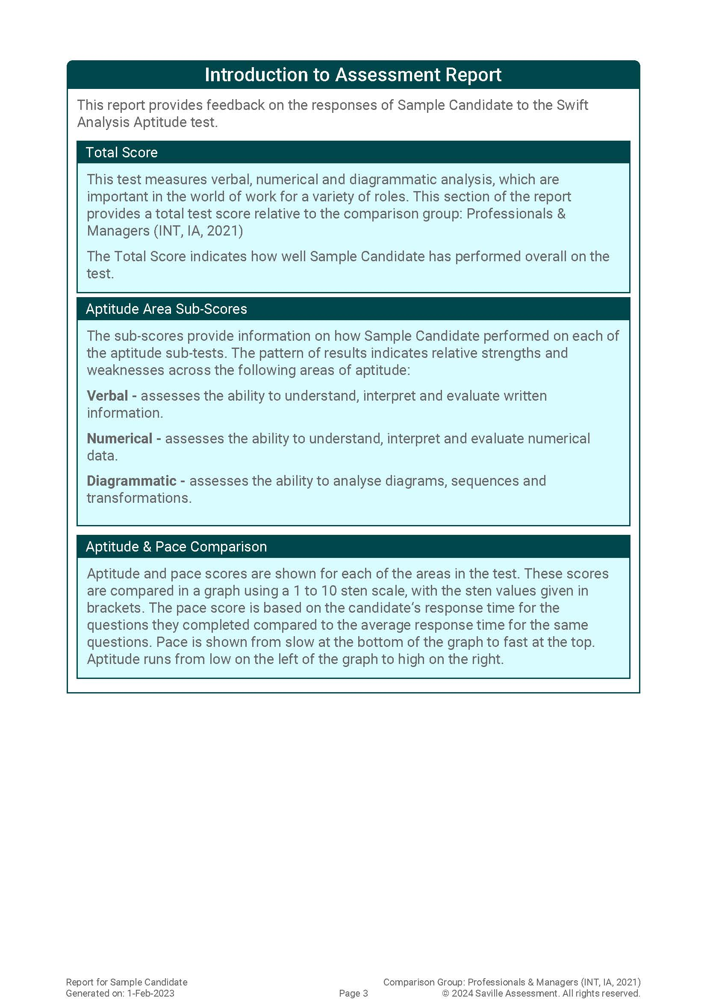 Introduction to Assessment Report
This report provides feedback on the responses of Sample Candidate to the Swift
Analysis Aptitude test.
Total Score
This test measures verbal, numerical and diagrammatic analysis, which are
important in the world of work for a variety of roles. This section of the report
provides a total test score relative to the comparison group: Professionals &
Managers (INT, IA, 2021)
The Total Score indicates how well Sample Candidate has performed overall on the
test.
Aptitude Area Sub-Scores
The sub-scores provide information on how Sample Candidate performed on each of
the aptitude sub-tests. The pattern of results indicates relative strengths and
weaknesses across the following areas of aptitude:
Verbal - assesses the ability to understand, interpret and evaluate written
information.
Numerical - assesses the ability to understand, interpret and evaluate numerical
data.
Diagrammatic - assesses the ability to analyse diagrams, sequences and
transformations.
Aptitude & Pace Comparison
Aptitude and pace scores are shown for each of the areas in the test. These scores
are compared in a graph using a 1 to 10 sten scale, with the sten values given in
brackets. The pace score is based on the candidate’s response time for the
questions they completed compared to the average response time for the same
questions. Pace is shown from slow at the bottom of the graph to fast at the top.
Aptitude runs from low on the left of the graph to high on the right.
Report for Sample Candidate
Comparison Group: Professionals & Managers (INT, IA, 2021)
Generated on: 1-Feb-2023
Page 3
© 2024 Saville Assessment. All rights reserved.